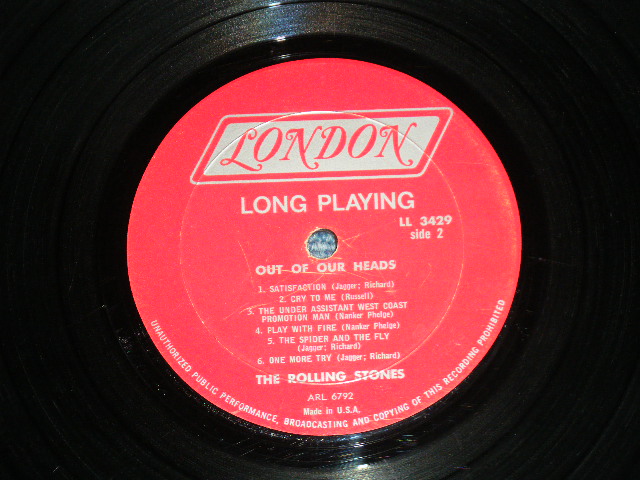 LONDON
LONG PLAYING
LL 3429
side 2
OUT OF OUR HEADS
1. SATISFACTION (Jagger; Richard)
2. CRY TO ME (Russell)
3. THE UNDER ASSISTANT WEST COAST
PROMOTION MAN (Nanker Phelge)
4. PLAY WITH FIRE (Nanker Phelge)
5. THE SPIDER AND THE FLY
(Jagger; Richard)
6. ONE MORE TRY (Jagger; Richard)
THE ROLLING STONES
ARL 6792
Made in U.S.A.
UNAUTHORIZED PUBLIC PERFORMANCE, BROADCASTING AND COPYING OF THIS RECORDING PROHIBITED